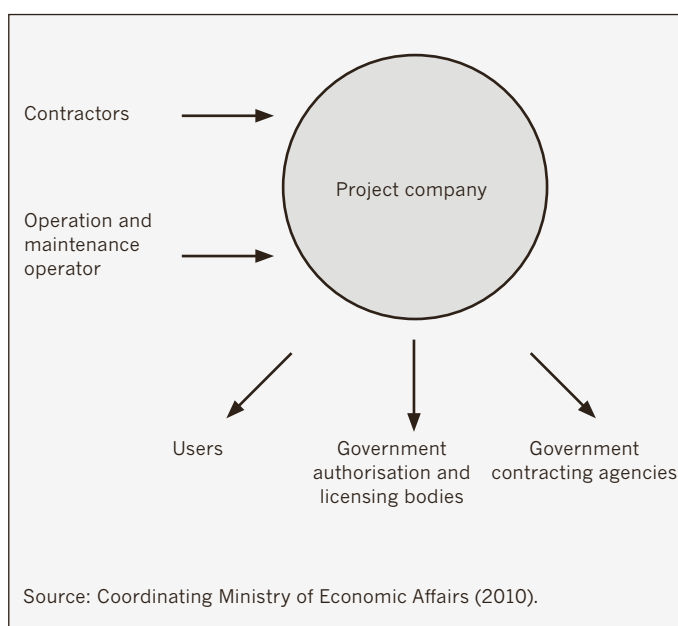 Contractors
Project company
Operation and
maintenance
operator
Users
Government
authorisation and
licensing bodies
Government
contracting agencies
Source: Coordinating Ministry of Economic Affairs (2010).